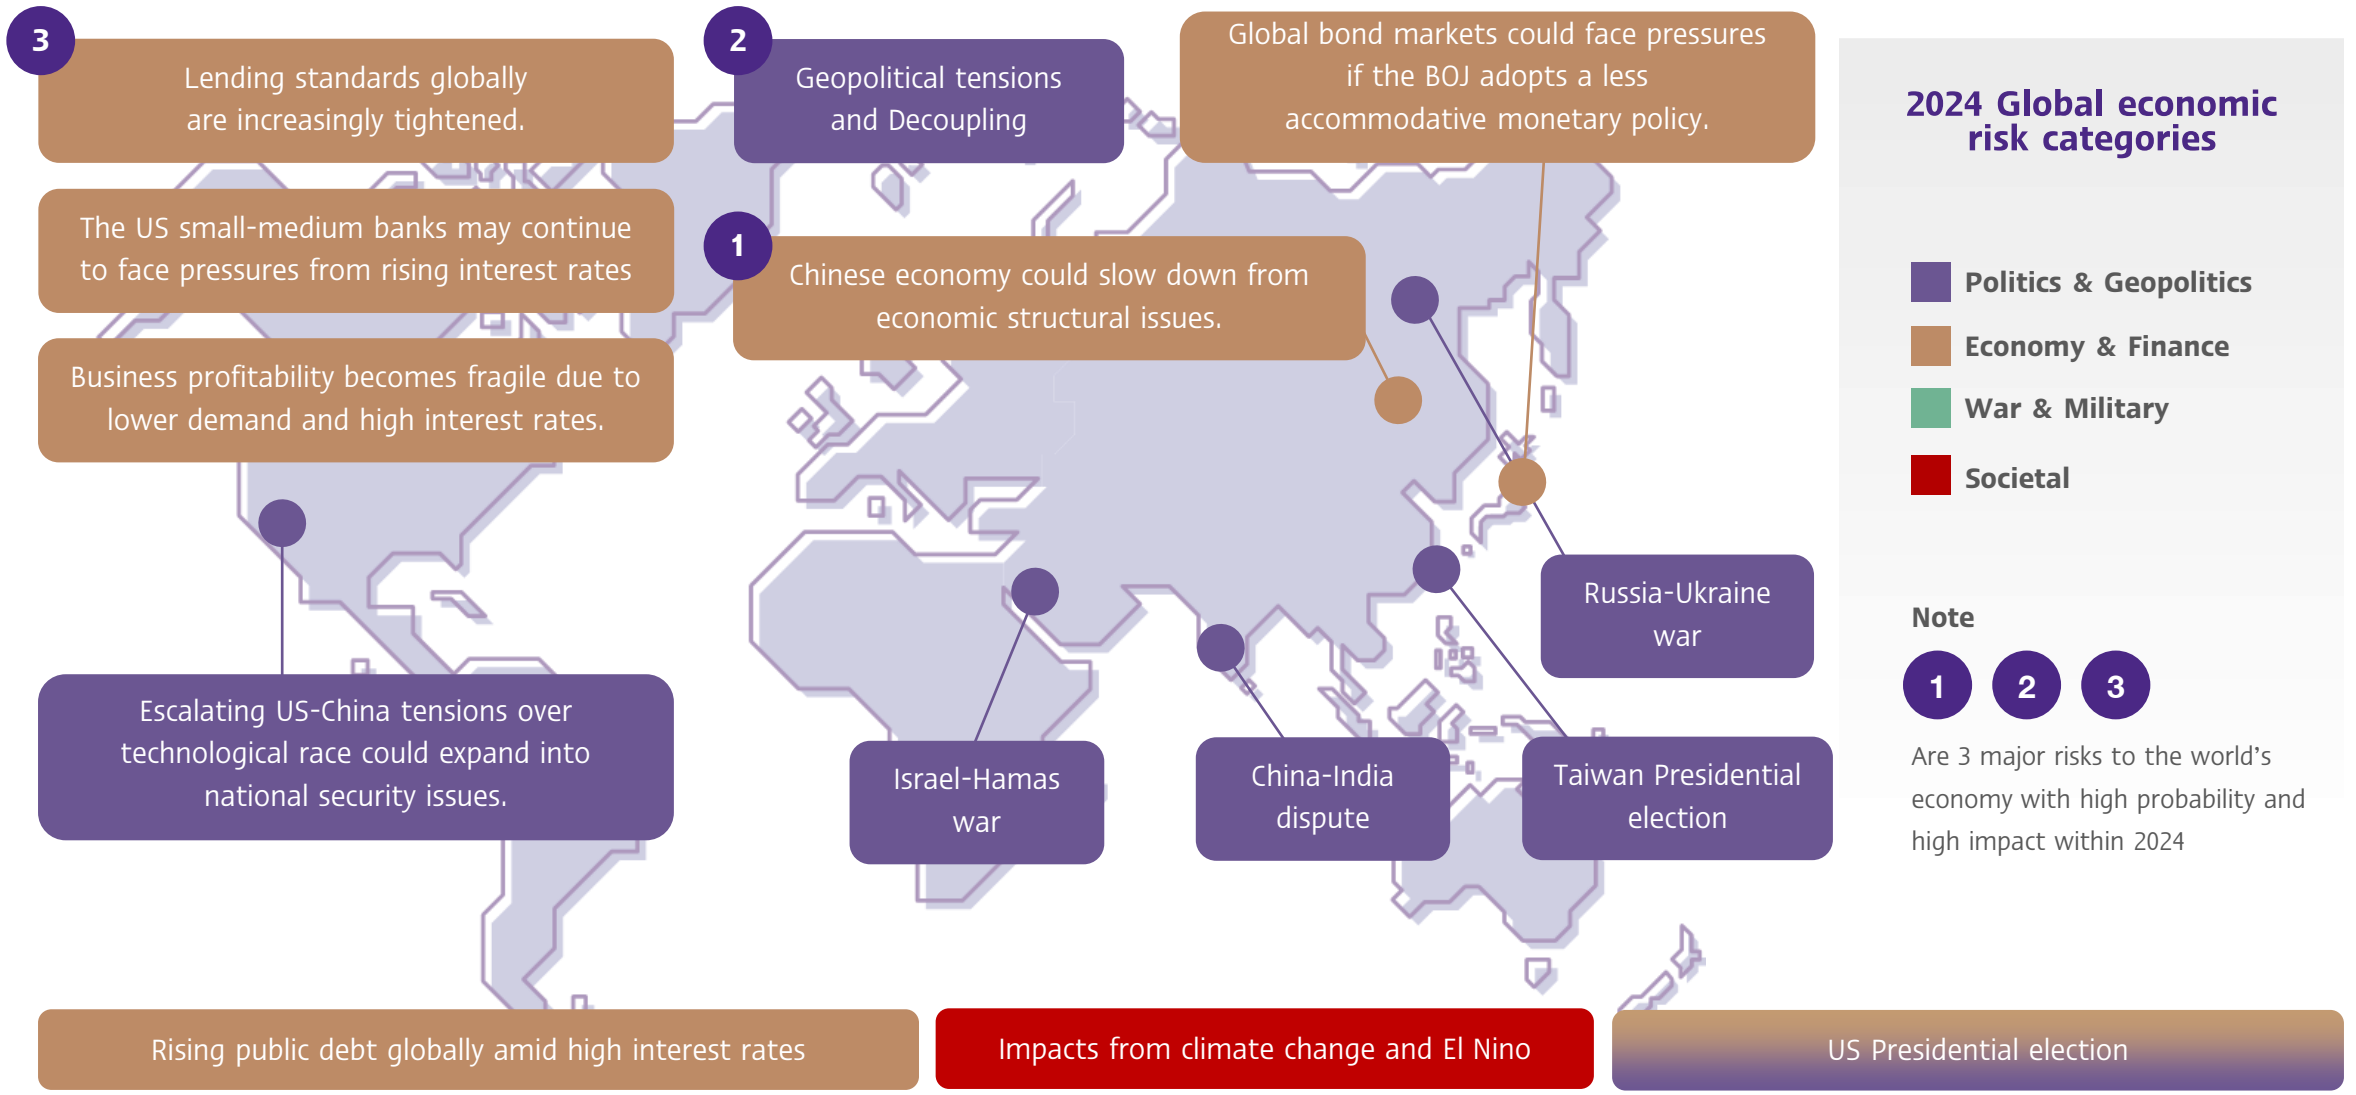 3
Lending standards globally
are increasingly tightened.
The US small-medium banks may continue
to face pressures from rising interest rates
Business profitability becomes fragile due to
lower demand and high interest rates.
Escalating US-China tensions over
technological race could expand into
national security issues.
2
Geopolitical tensions
and Decoupling
Global bond markets could face pressures
if the BOJ adopts a less
accommodative monetary policy.
1
Chinese economy could slow down from
economic structural issues.
Russia-Ukraine
war
Israel-Hamas
war
China-India
dispute
Taiwan Presidential
election
2024 Global economic
risk categories
Politics & Geopolitics
Economy & Finance
War & Military
Societal
Note
1 2 3
Are 3 major risks to the world's
economy with high probability and
high impact within 2024
Rising public debt globally amid high interest rates
Impacts from climate change and El Nino
US Presidential election